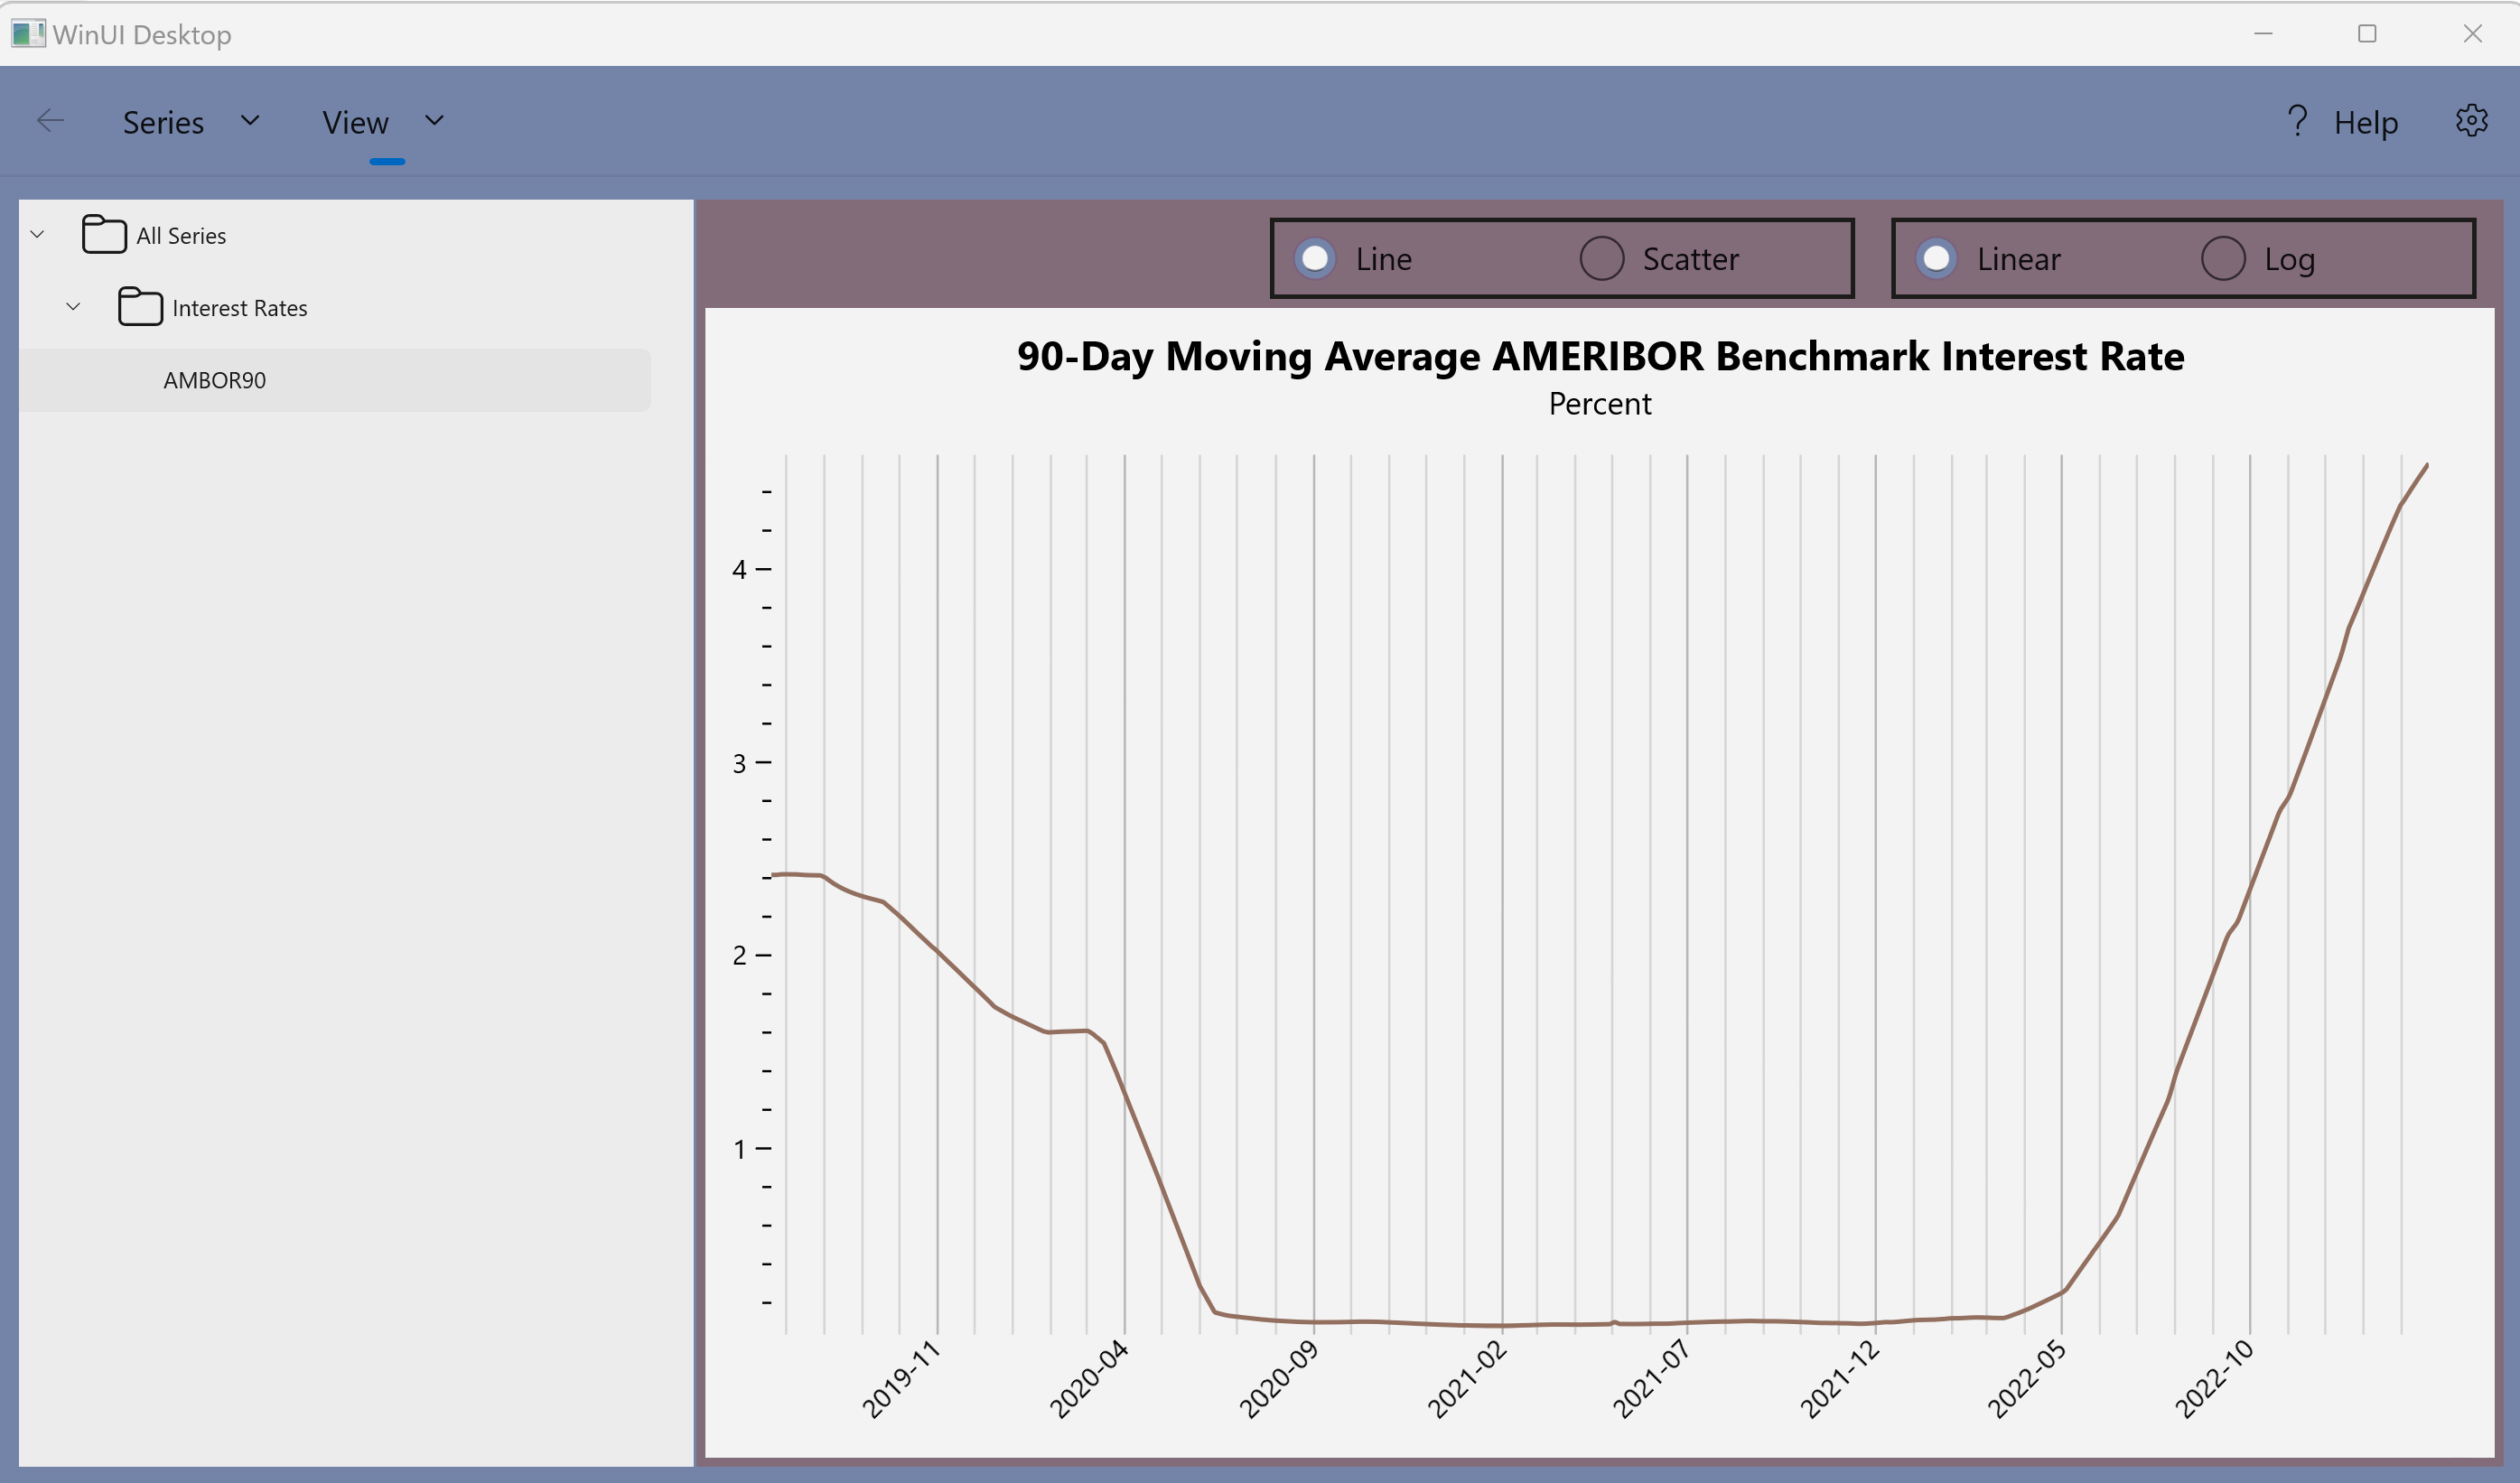 WinUI Desktop
Series View ? Help
All Series
Interest Rates
AMBOR90
Line Scatter Linear Log
90-Day Moving Average AMERIBOR Benchmark Interest Rate
Percent
4
3
2
1
2019-11 2020-04 2020-09 2021-02 2021-07 2021-12 2022-05 2022-10